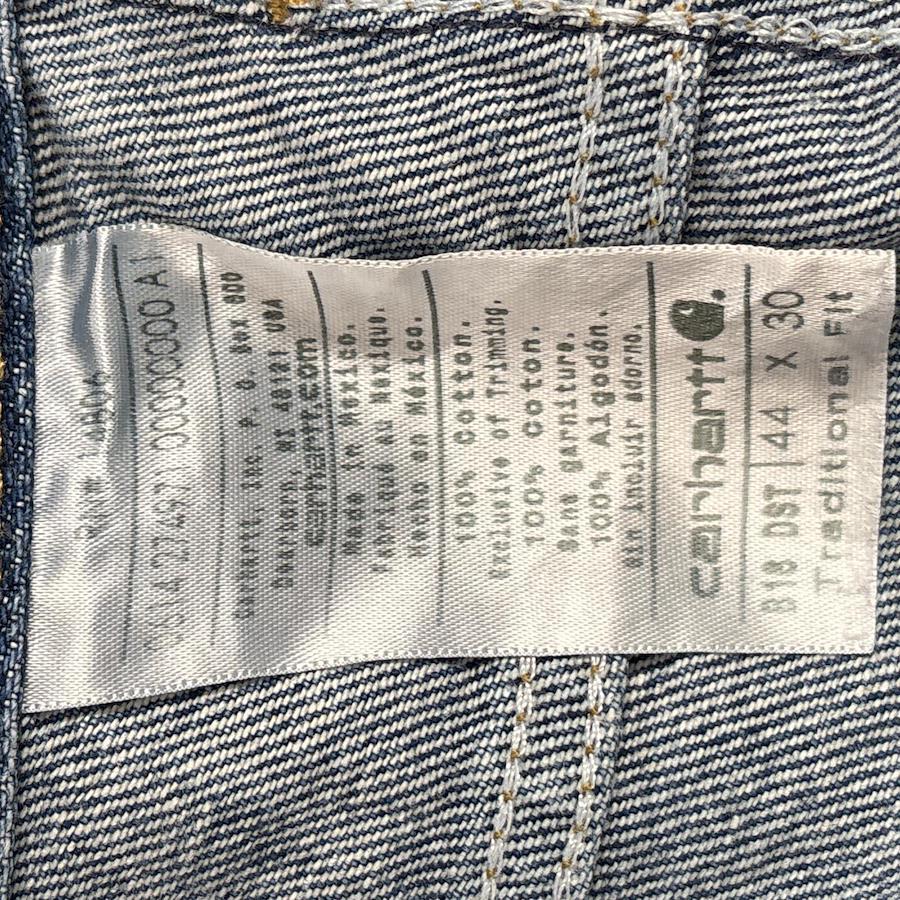 B18 DST | 44 X 30
Traditional Fit
carhartt
100% Cotton.
Exclusive of Trimming.
100% Coton.
Sans garniture.
100% Algodón.
Sin incluir adorno.
Made in Mexico.
Fabriqué au Mexique.
Hecho en México.
carhartt.com
Dearborn, MI 48121 USA
Carhartt, Inc. P. O. Box 600
0000000 A1